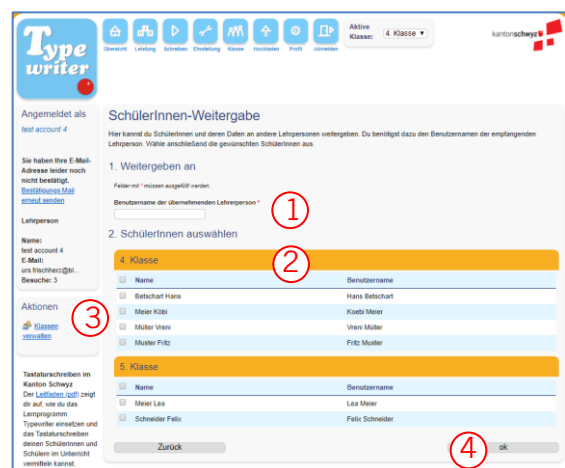 Type
writer
Übersicht Leistung Schreiben Einstellung Klasse Hochladen Profil Abmelden
Aktive
Klasse: 4. Klasse
kantonschwyz
Angemeldet als
test account 4
Sie haben Ihre E-Mail-
Adresse leider noch
nicht bestätigt.
Bestätigungs Mail
erneut senden
Lehrperson
Name:
test account 4
E-Mail:
urs.frischherz@bl...
Besuche: 3
Aktionen
Klassen
verwalten
Tastaturschreiben im
Kanton Schwyz
Der Leitfaden (pdf) zeigt
dir auf, wie du das
Lernprogramm
Typewriter einsetzen und
das Tastaturschreiben
deinen Schülerinnen und
Schülern im Unterricht
vermitteln kannst.
SchülerInnen-Weitergabe
Hier kannst du SchülerInnen und deren Daten an andere Lehrpersonen weitergeben. Du benötigst dazu den Benutzernamen der empfangenden
Lehrperson. Wähle anschließend die gewünschten SchülerInnen aus.
1. Weitergeben an
Felder mit * müssen ausgefüllt werden.
Benutzername der übernehmenden Lehrerperson *
1
2. SchülerInnen auswählen
4. Klasse
2
Name Benutzername
Betschart Hans Hans Betschart
Meier Köbi Koebi Meier
3
Müller Vreni Vreni Müller
Muster Fritz Fritz Muster
5. Klasse
Name Benutzername
Meier Lea Lea Meier
Schneider Felix Felix Schneider
Zurück
4
ok